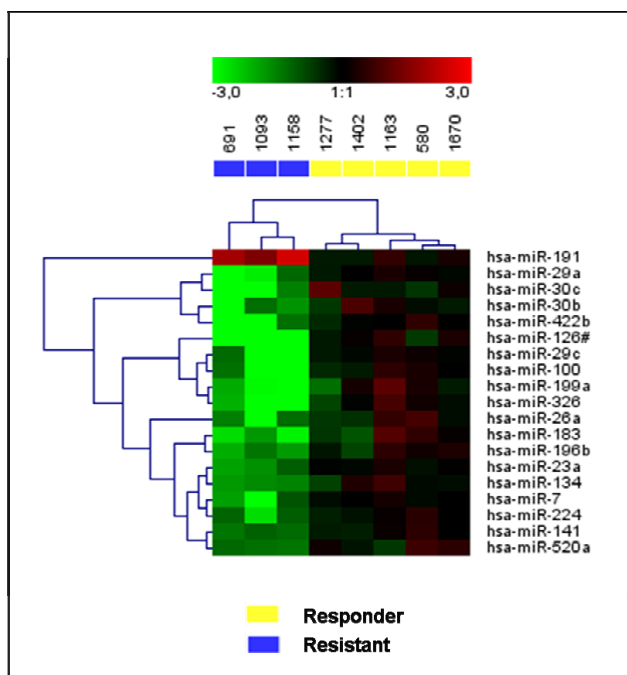 -3,0 1:1 3,0
691 1093 1158 1277 1402 1163 580 1670
hsa-miR-191
hsa-miR-29a
hsa-miR-30c
hsa-miR-30b
hsa-miR-422b
hsa-miR-126#
hsa-miR-29c
hsa-miR-100
hsa-miR-199a
hsa-miR-326
hsa-miR-26a
hsa-miR-183
hsa-miR-196b
hsa-miR-23a
hsa-miR-134
hsa-miR-7
hsa-miR-224
hsa-miR-141
hsa-miR-520a
Responder
Resistant